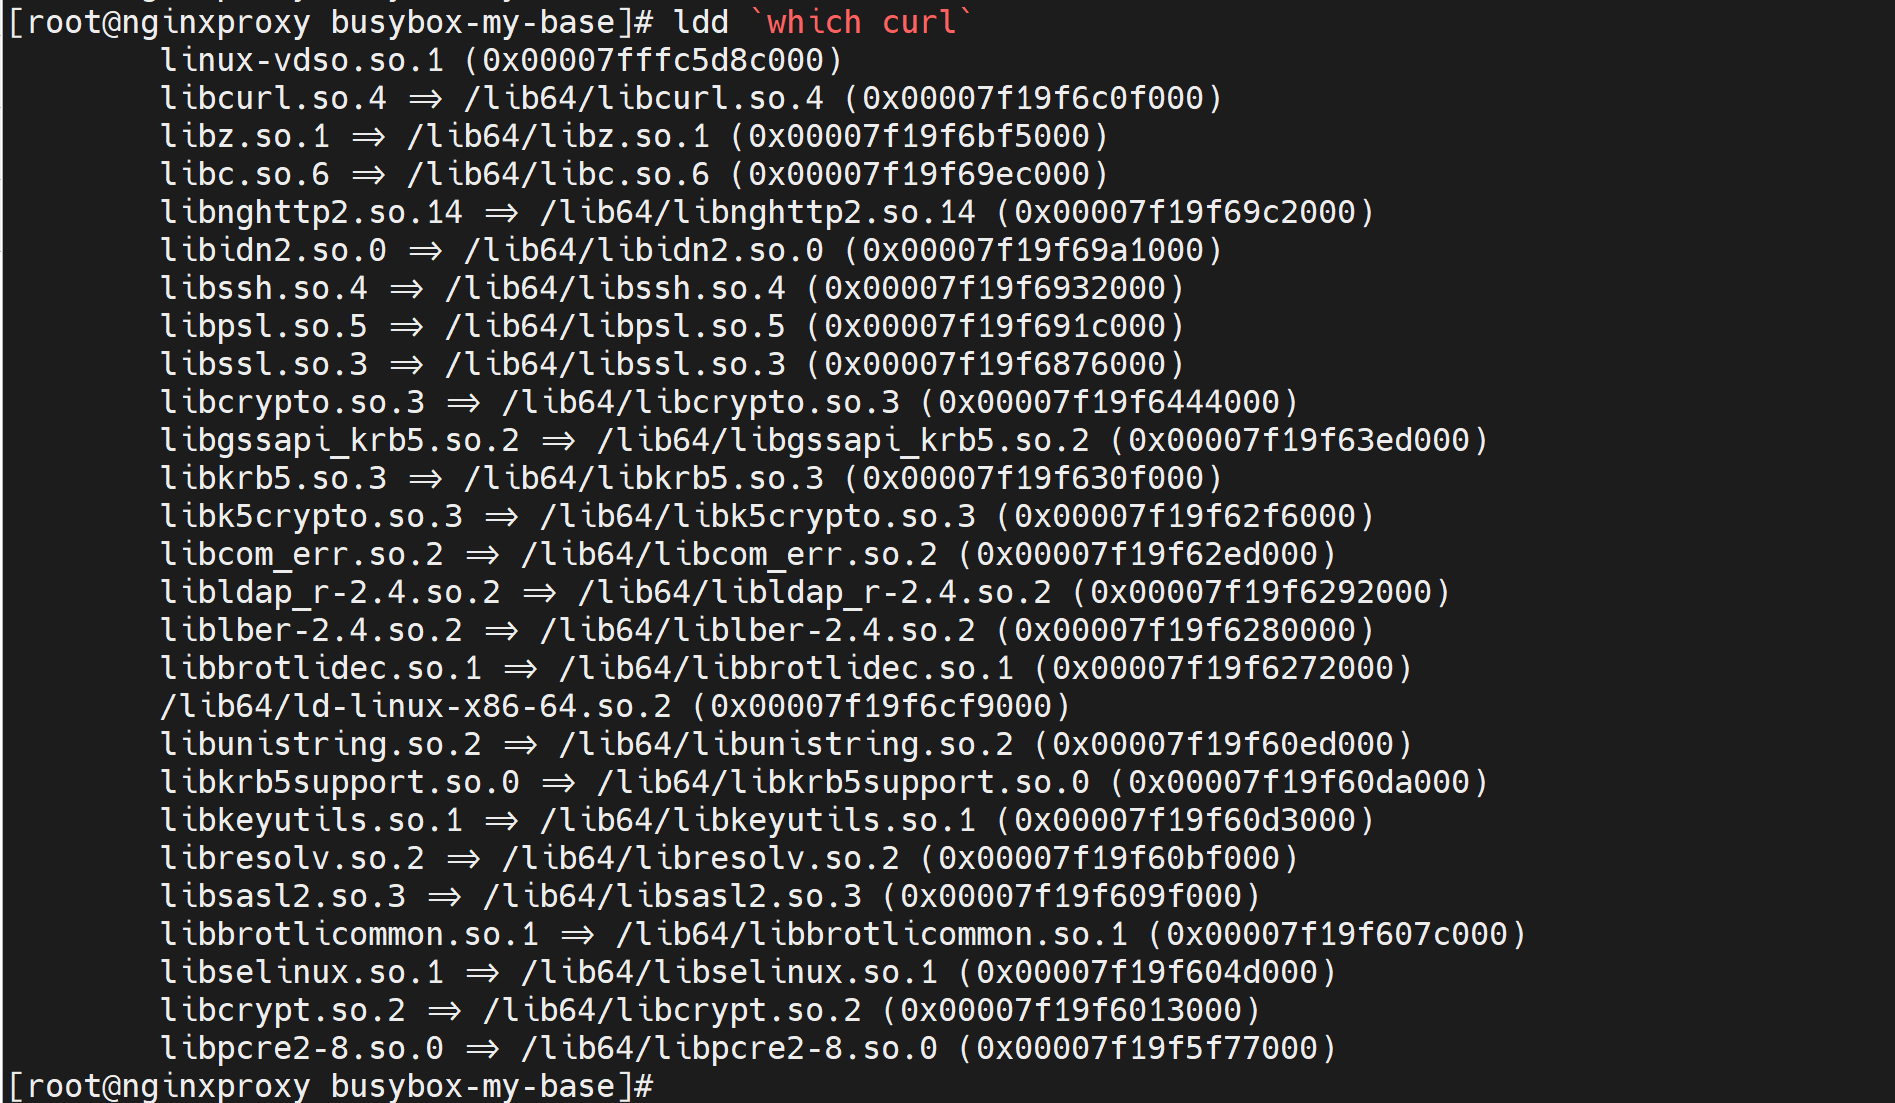 [root@nginxproxy busybox-my-base]# ldd `which curl`
linux-vdso.so.1 (0x00007fffc5d8c000)
libcurl.so.4 => /lib64/libcurl.so.4 (0x00007f19f6c0f000)
libz.so.1 => /lib64/libz.so.1 (0x00007f19f6bf5000)
libc.so.6 => /lib64/libc.so.6 (0x00007f19f69ec000)
libnghttp2.so.14 => /lib64/libnghttp2.so.14 (0x00007f19f69c2000)
libidn2.so.0 => /lib64/libidn2.so.0 (0x00007f19f69a1000)
libssh.so.4 => /lib64/libssh.so.4 (0x00007f19f6932000)
libpsl.so.5 => /lib64/libpsl.so.5 (0x00007f19f691c000)
libssl.so.3 => /lib64/libssl.so.3 (0x00007f19f6876000)
libcrypto.so.3 => /lib64/libcrypto.so.3 (0x00007f19f6444000)
libgssapi_krb5.so.2 => /lib64/libgssapi_krb5.so.2 (0x00007f19f63ed000)
libkrb5.so.3 => /lib64/libkrb5.so.3 (0x00007f19f630f000)
libk5crypto.so.3 => /lib64/libk5crypto.so.3 (0x00007f19f62f6000)
libcom_err.so.2 => /lib64/libcom_err.so.2 (0x00007f19f62ed000)
libldap_r-2.4.so.2 => /lib64/libldap_r-2.4.so.2 (0x00007f19f6292000)
liblber-2.4.so.2 => /lib64/liblber-2.4.so.2 (0x00007f19f6280000)
libbrotlidec.so.1 => /lib64/libbrotlidec.so.1 (0x00007f19f6272000)
/lib64/ld-linux-x86-64.so.2 (0x00007f19f6cf9000)
libunistring.so.2 => /lib64/libunistring.so.2 (0x00007f19f60ed000)
libkrb5support.so.0 => /lib64/libkrb5support.so.0 (0x00007f19f60da000)
libkeyutils.so.1 => /lib64/libkeyutils.so.1 (0x00007f19f60d3000)
libresolv.so.2 => /lib64/libresolv.so.2 (0x00007f19f60bf000)
libsasl2.so.3 => /lib64/libsasl2.so.3 (0x00007f19f609f000)
libbrotlicommon.so.1 => /lib64/libbrotlicommon.so.1 (0x00007f19f607c000)
libselinux.so.1 => /lib64/libselinux.so.1 (0x00007f19f604d000)
libcrypt.so.2 => /lib64/libcrypt.so.2 (0x00007f19f6013000)
libpcre2-8.so.0 => /lib64/libpcre2-8.so.0 (0x00007f19f5f77000)
[root@nginxproxy busybox-my-base]#